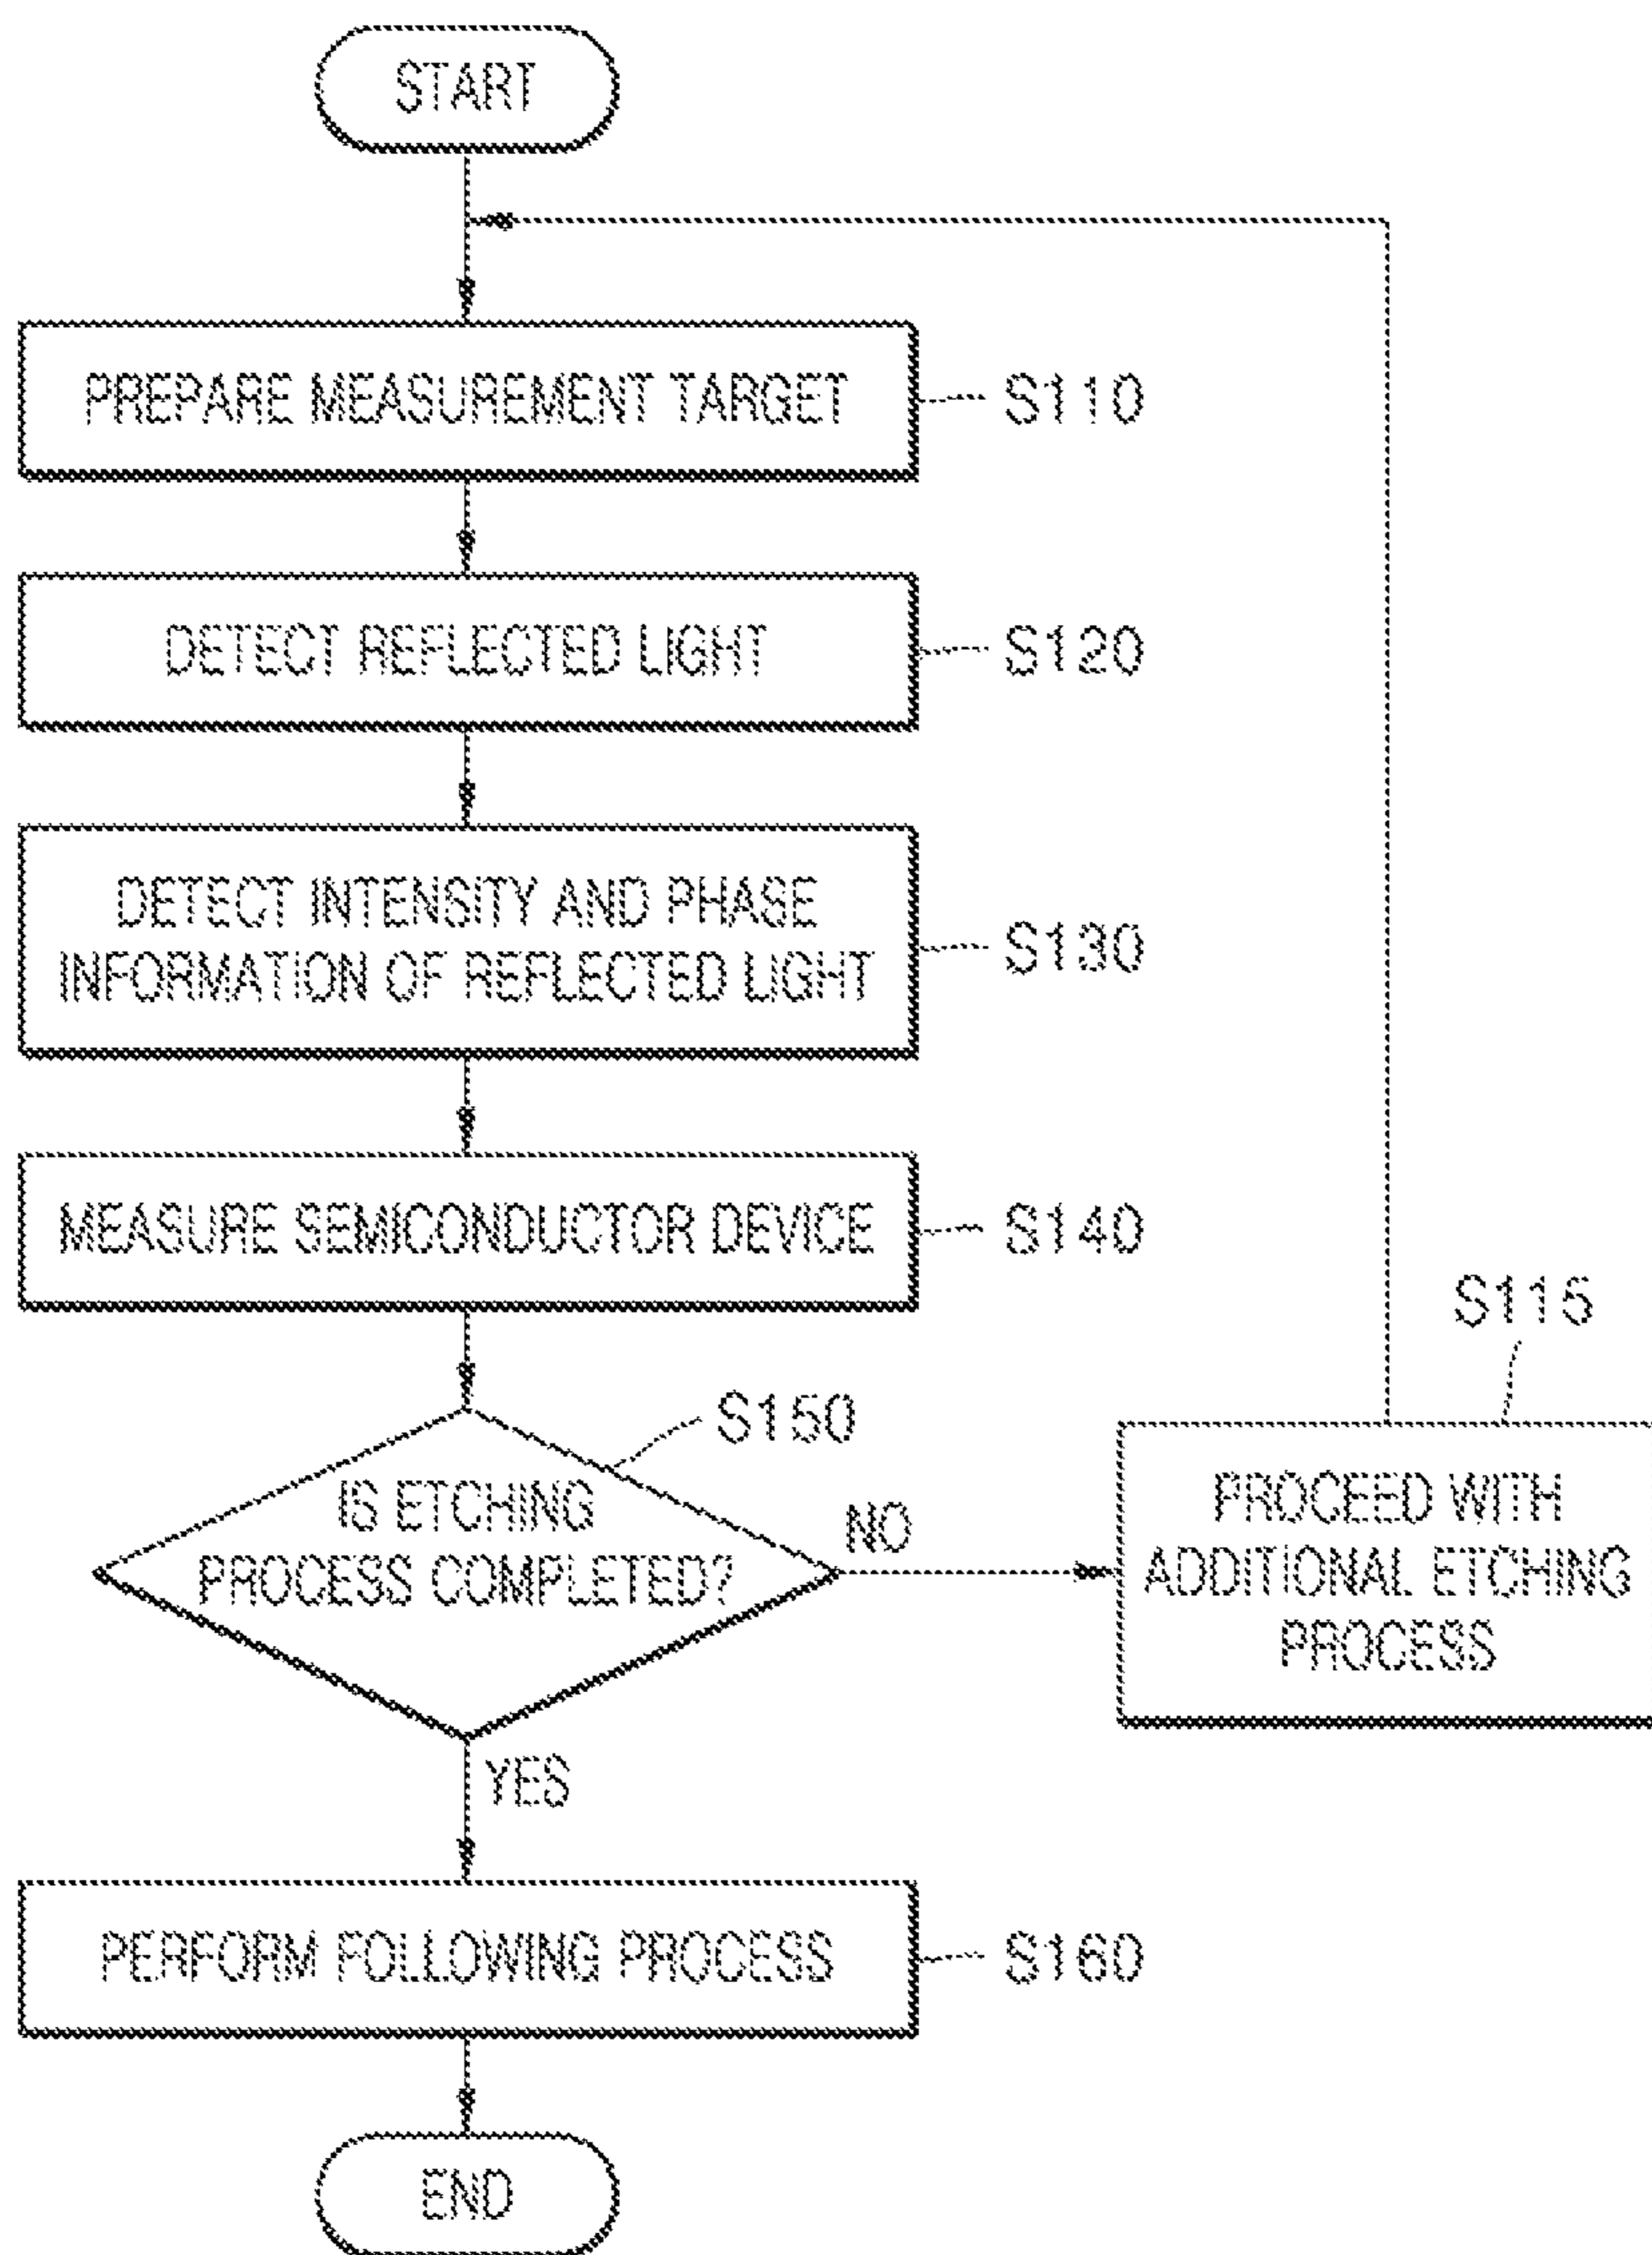 START
PREPARE MEASUREMENT TARGET
S110
DETECT REFLECTED LIGHT
S120
DETECT INTENSITY AND PHASE
INFORMATION OF REFLECTED LIGHT
S130
MEASURE SEMICONDUCTOR DEVICE
S140
S115
S150
IS ETCHING
PROCESS COMPLETED?
NO
PROCEED WITH
ADDITIONAL ETCHING
PROCESS
YES
PERFORM FOLLOWING PROCESS
S160
END